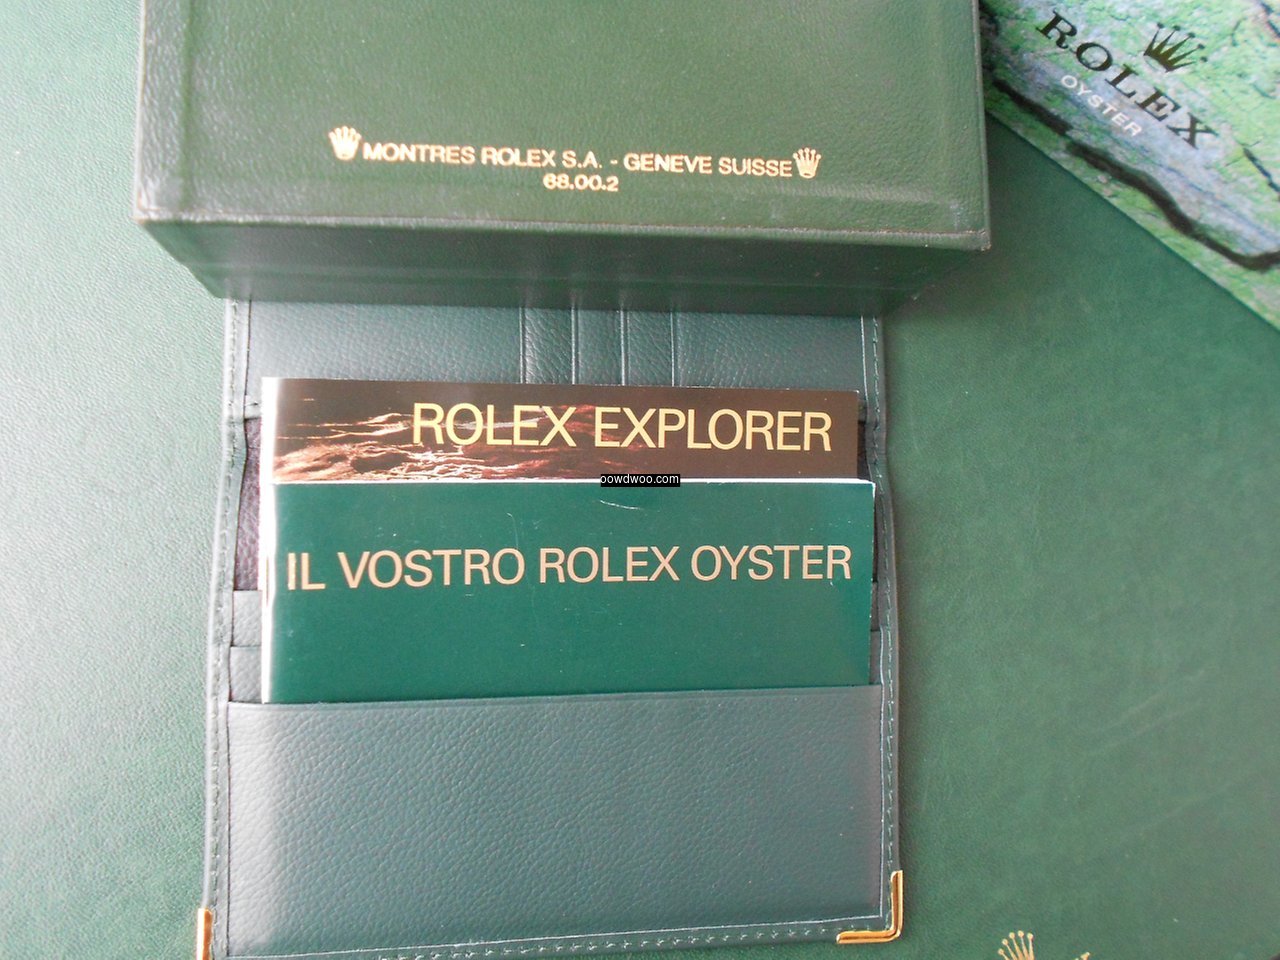 ROLEX
OYSTER
MONTRES ROLEX S.A. - GENEVE SUISSE
68.00.2
ROLEX EXPLORER
oowdwoo.com
IL VOSTRO ROLEX OYSTER